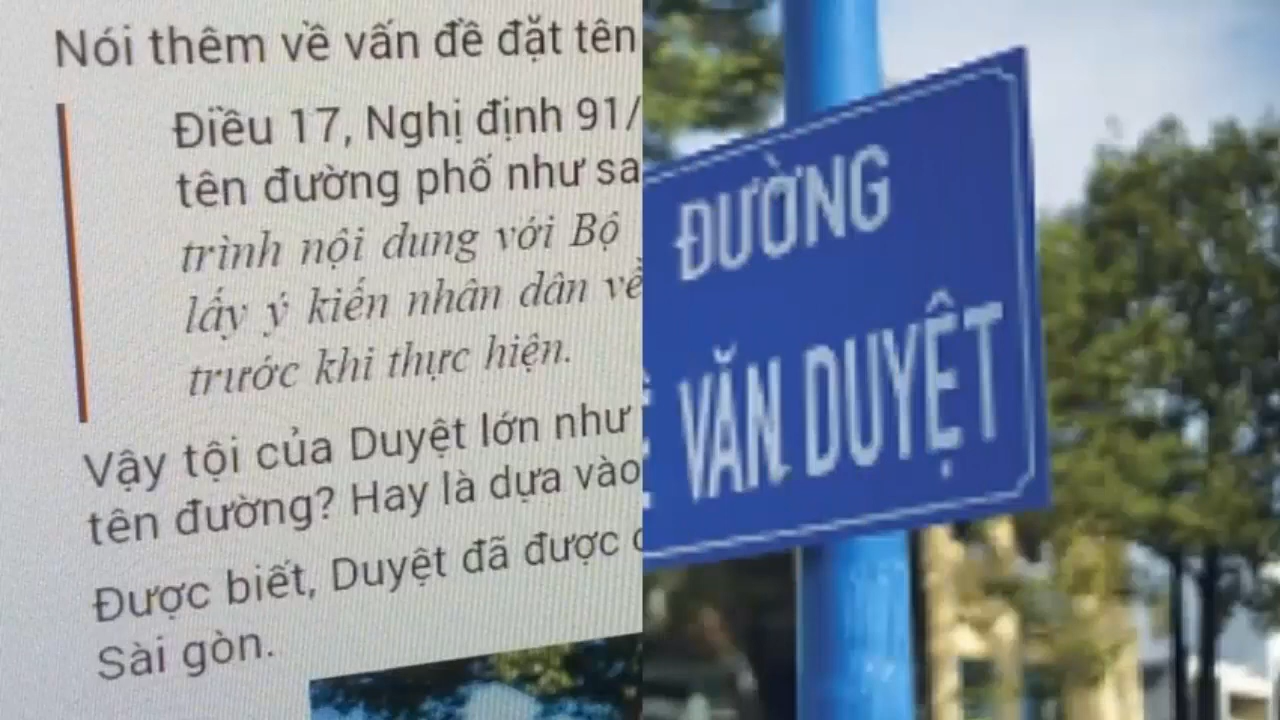 Nói thêm về vấn đề đặt tên
Điều 17, Nghị định 91/
tên đường phố như sa
trình nội dung với Bộ
lấy ý kiến nhân dân về
trước khi thực hiện.
Vậy tội của Duyệt lớn như
tên đường? Hay là dựa vào
Được biết, Duyệt đã được
Sài gòn.
ĐƯỜNG
VĂN DUYỆT